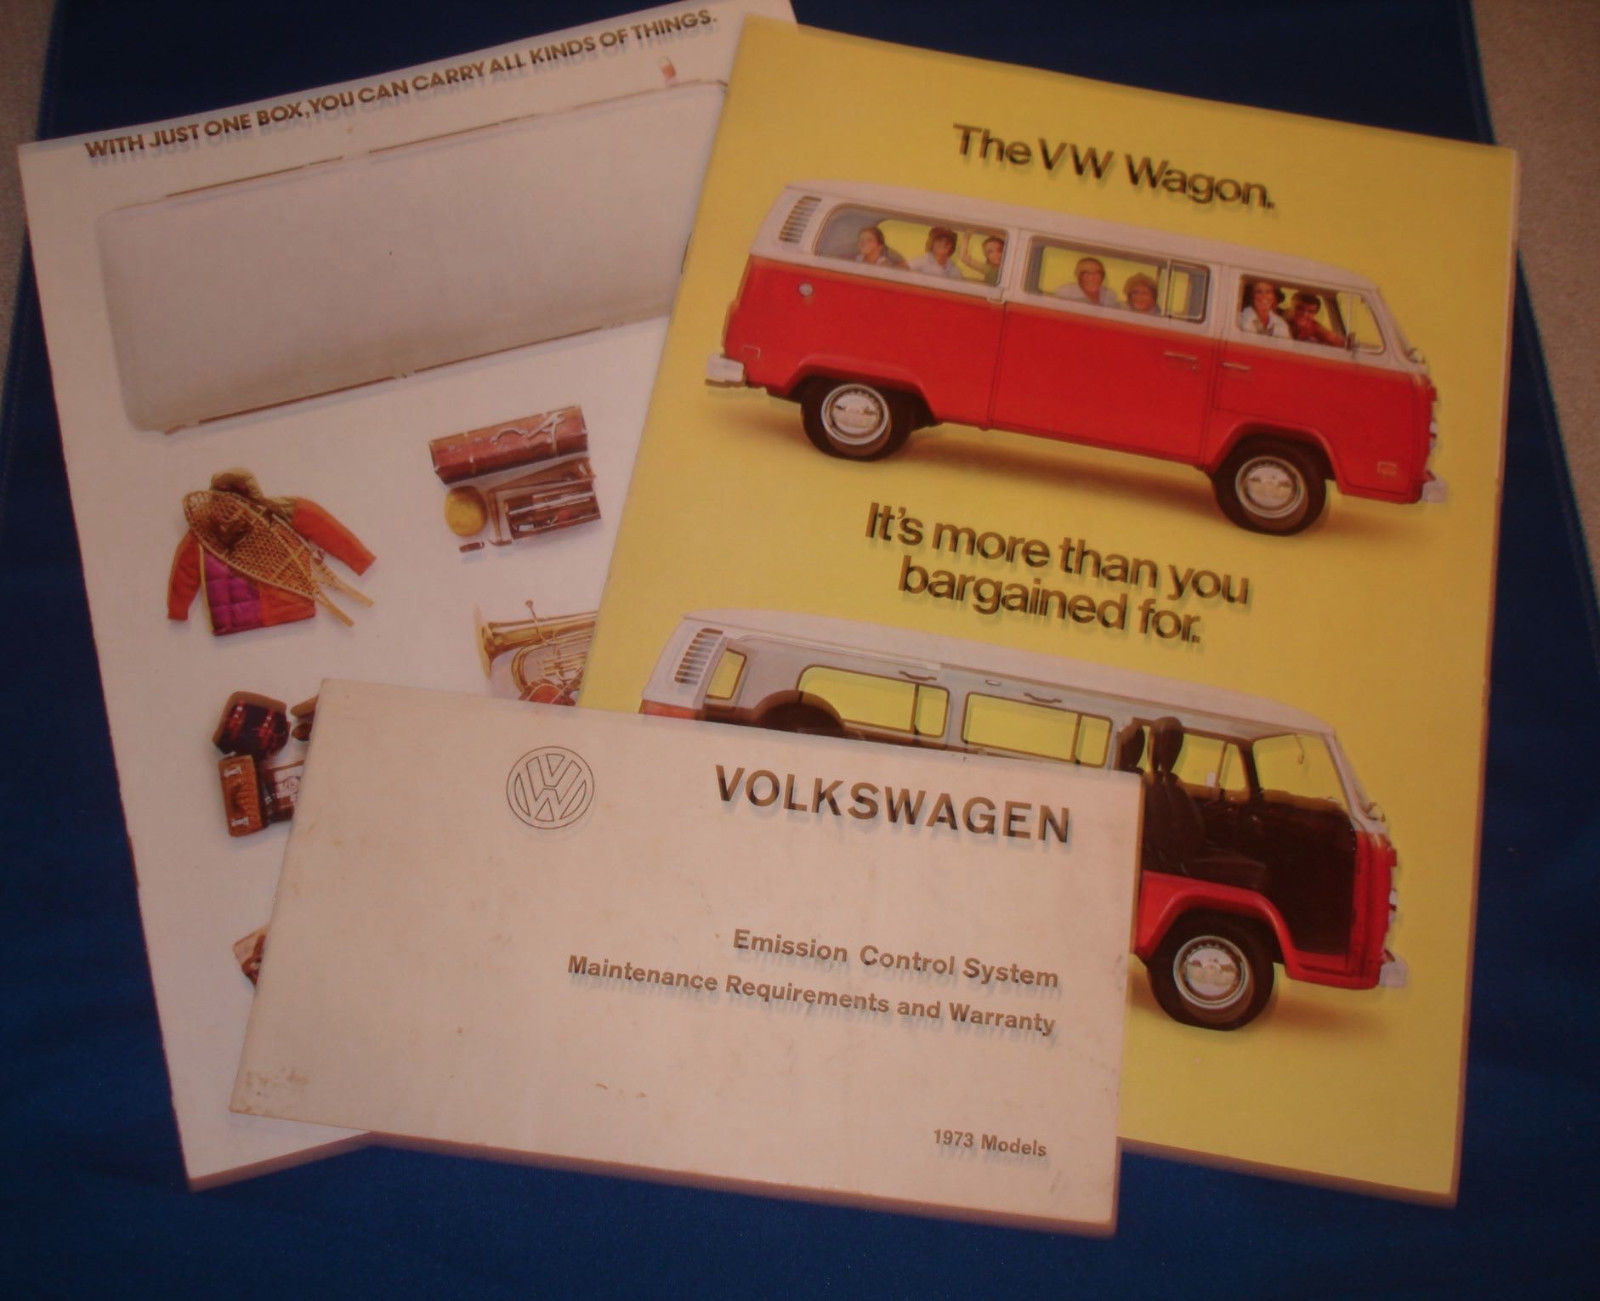 WITH JUST ONE BOX, YOU CAN CARRY ALL KINDS OF THINGS.
The VW Wagon.
It's more than you
bargained for.
VOLKSWAGEN
Emission Control System
Maintenance Requirements and Warranty
1973 Models